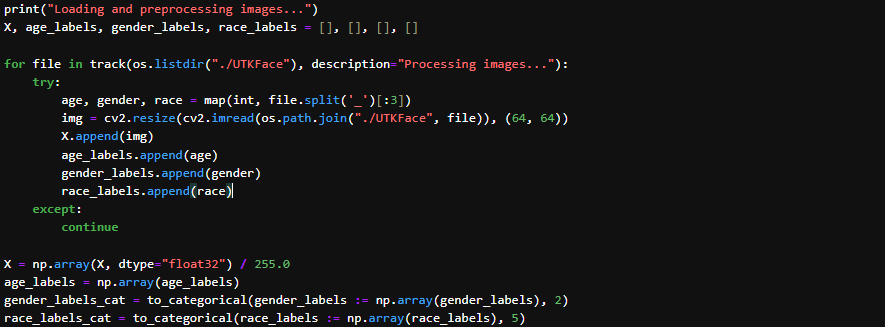 print("Loading and preprocessing images...")
X, age_labels, gender_labels, race_labels = [], [], [], []

for file in track(os.listdir("./UTKFace"), description="Processing images..."):
    try:
        age, gender, race = map(int, file.split('_')[:3])
        img = cv2.resize(cv2.imread(os.path.join("./UTKFace", file)), (64, 64))
        X.append(img)
        age_labels.append(age)
        gender_labels.append(gender)
        race_labels.append(race)
    except:
        continue

X = np.array(X, dtype="float32") / 255.0
age_labels = np.array(age_labels)
gender_labels_cat = to_categorical(gender_labels := np.array(gender_labels), 2)
race_labels_cat = to_categorical(race_labels := np.array(race_labels), 5)